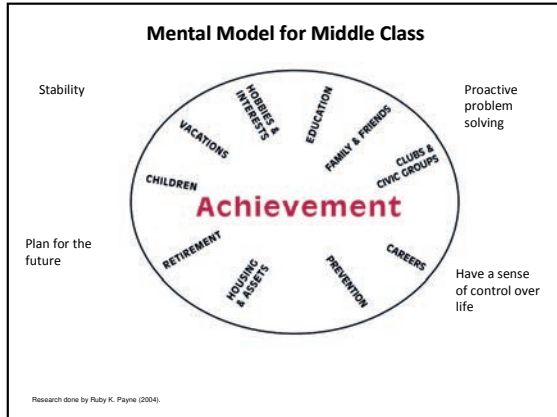 Mental Model for Middle Class
Stability
Proactive
problem
solving
HOBBIES &
INTERESTS
EDUCATION
VACATIONS
FAMILY & FRIENDS
CLUBS &
CIVIC GROUPS
CHILDREN
Achievement
RETIREMENT
HOUSING
& ASSETS
PREVENTION
CAREERS
Plan for the
future
Have a sense
of control over
life
Research done by Ruby K. Payne (2004).